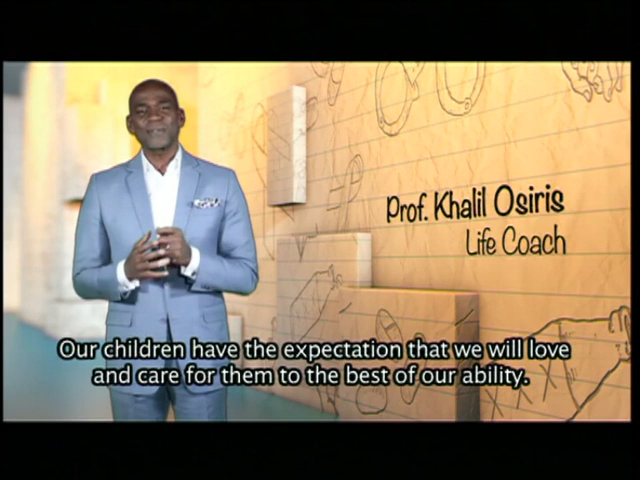 Prof. Khalil Osiris
Life Coach
Our children have the expectation that we will love
and care for them to the best of our ability.